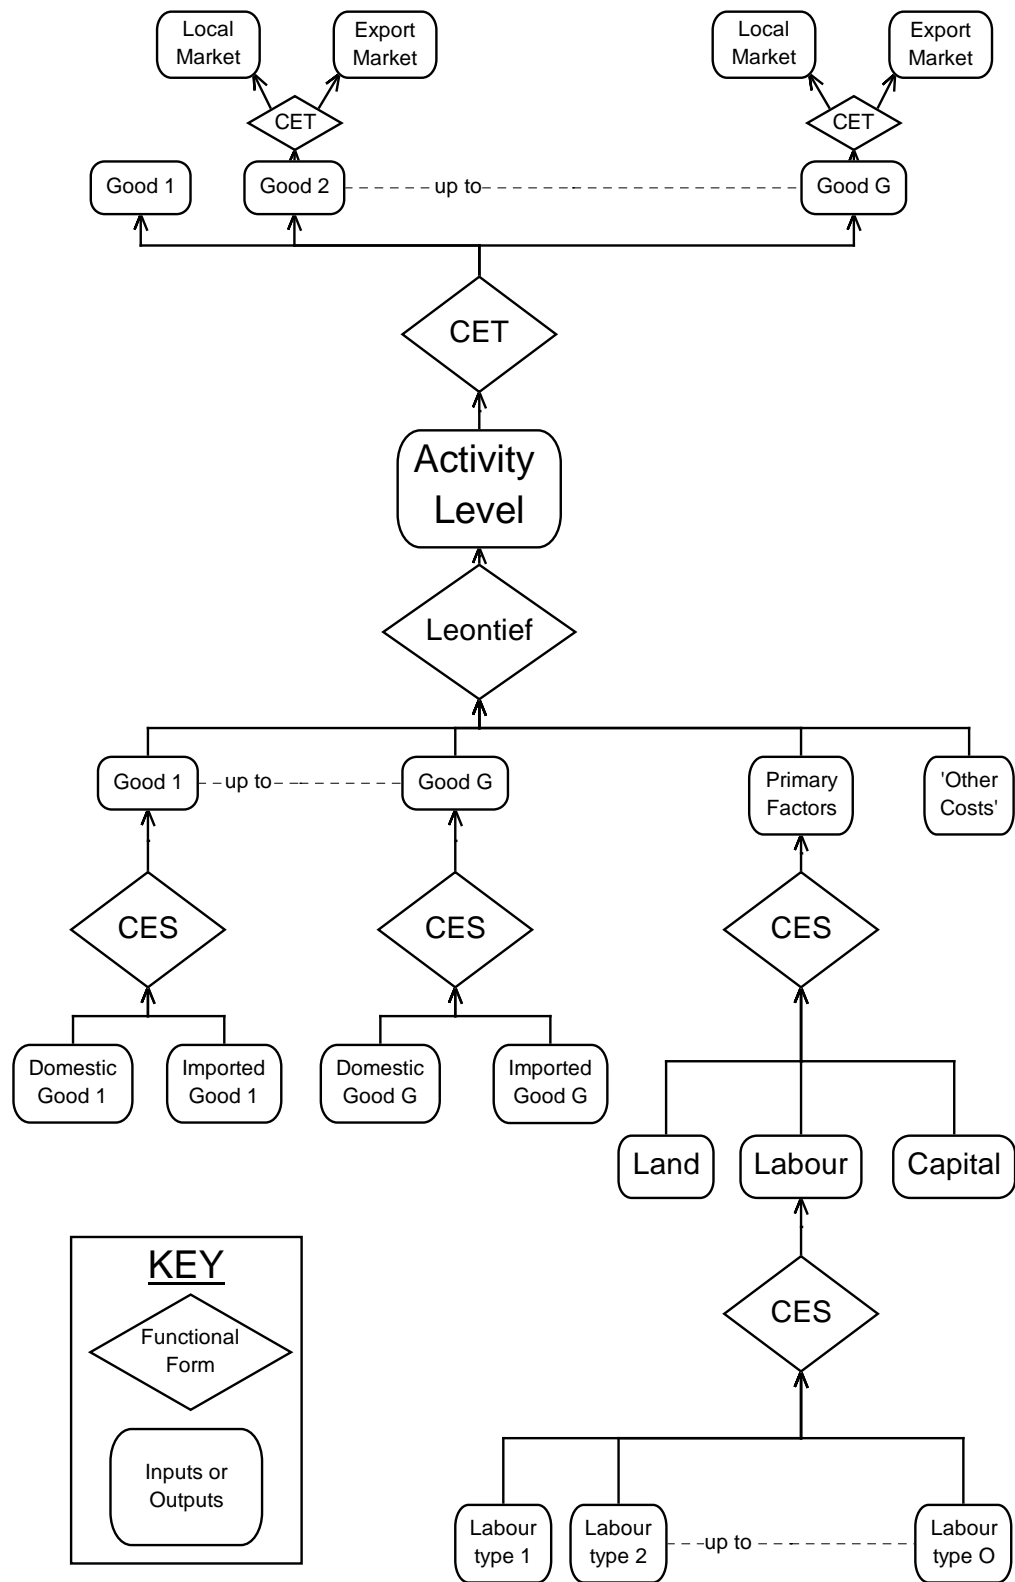 Local
Market
Export
Market
Local
Market
Export
Market
CET
CET
Good 1
Good 2
up to
Good G
CET
Activity
Level
Leontief
Good 1
up to
Good G
Primary
Factors
'Other
Costs'
CES
CES
CES
Domestic
Good 1
Imported
Good 1
Domestic
Good G
Imported
Good G
Land
Labour
Capital
KEY
Functional
Form
Inputs or
Outputs
CES
Labour
type 1
Labour
type 2
up to
Labour
type O